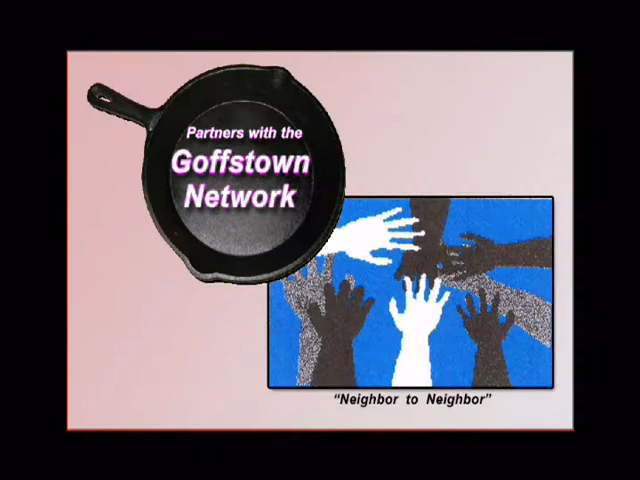 Partners with the
Goffstown
Network
“Neighbor to Neighbor”